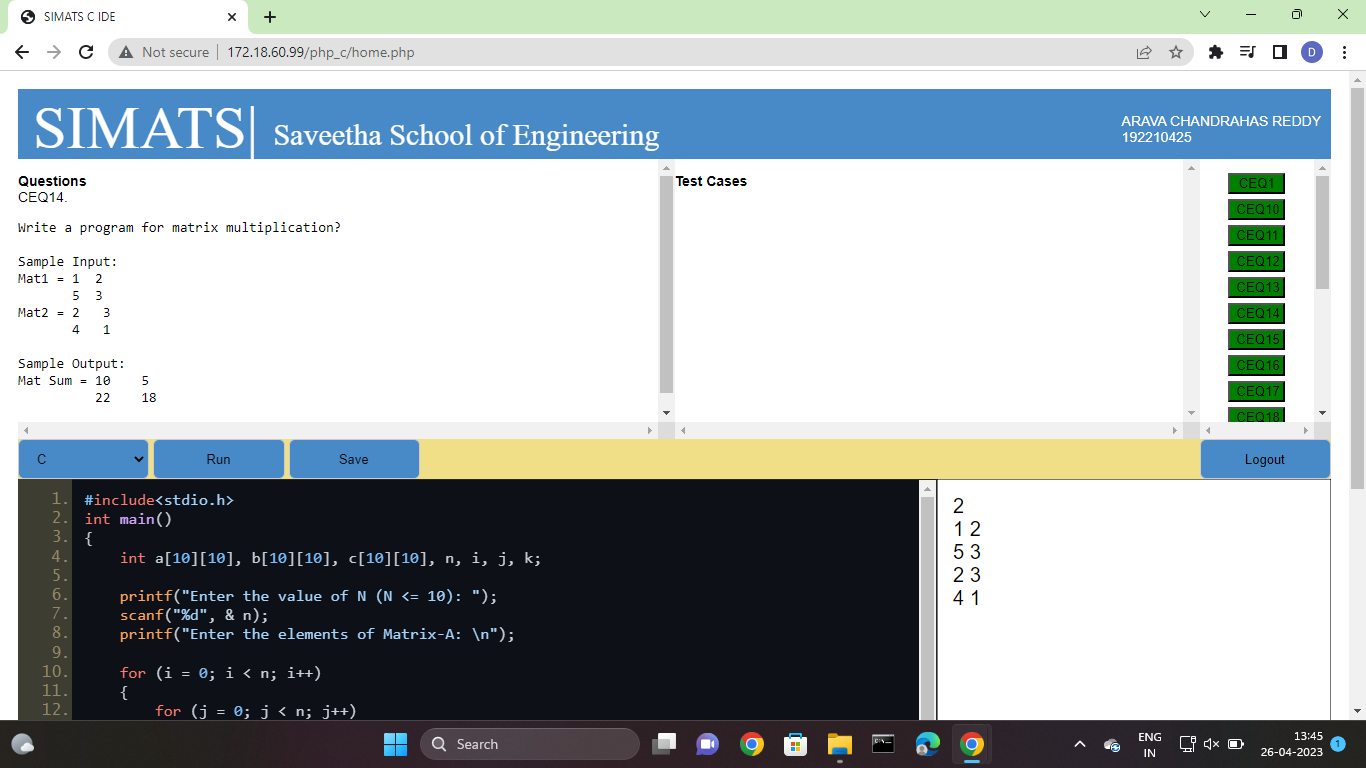 SIMATS C IDE
Not secure 172.18.60.99/php_c/home.php
D
SIMATS| Saveetha School of Engineering
ARAVA CHANDRAHAS REDDY
192210425
Questions
CEQ14.
Write a program for matrix multiplication?
Sample Input:
Mat1 = 1 2
5 3
Mat2 = 2 3
4 1
Sample Output:
Mat Sum = 10 5
22 18
Test Cases
CEQ1
CEQ10
CEQ11
CEQ12
CEQ13
CEQ14
CEQ15
CEQ16
CEQ17
CEQ18
C Run Save Logout
1. #include<stdio.h>
2. int main()
3. {
4. int a[10][10], b[10][10], c[10][10], n, i, j, k;
5.
6. printf("Enter the value of N (N <= 10): ");
7. scanf("%d", & n);
8. printf("Enter the elements of Matrix-A: \n");
9.
10. for (i = 0; i < n; i++)
11. {
12. for (j = 0; j < n; j++)
2
1 2
5 3
2 3
4 1
Search
ENG
IN
13:45
26-04-2023
1